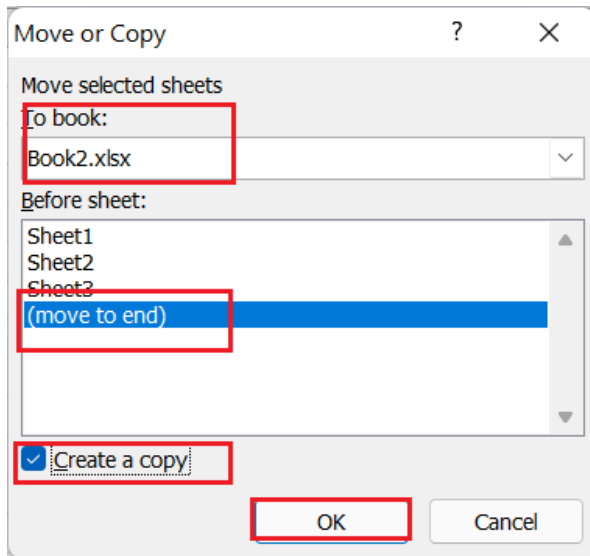 Move or Copy ?
Move selected sheets
To book:
Book2.xlsx
Before sheet:
Sheet1
Sheet2
Sheet3
(move to end)
Create a copy
OK Cancel